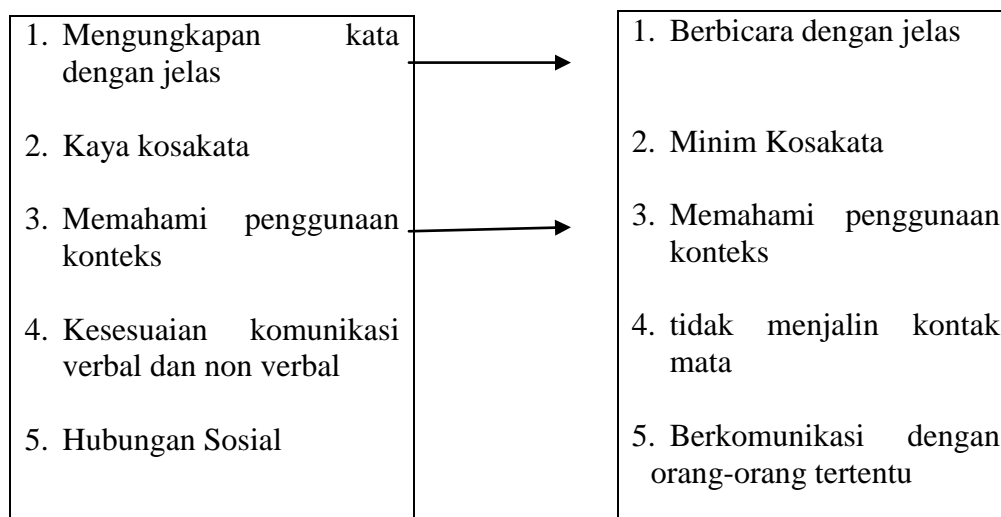 1. Mengungkapan kata
dengan jelas
2. Kaya kosakata
3. Memahami penggunaan
konteks
4. Kesesuaian komunikasi
verbal dan non verbal
5. Hubungan Sosial
1. Berbicara dengan jelas
2. Minim Kosakata
3. Memahami penggunaan
konteks
4. tidak menjalin kontak
mata
5. Berkomunikasi dengan
orang-orang tertentu